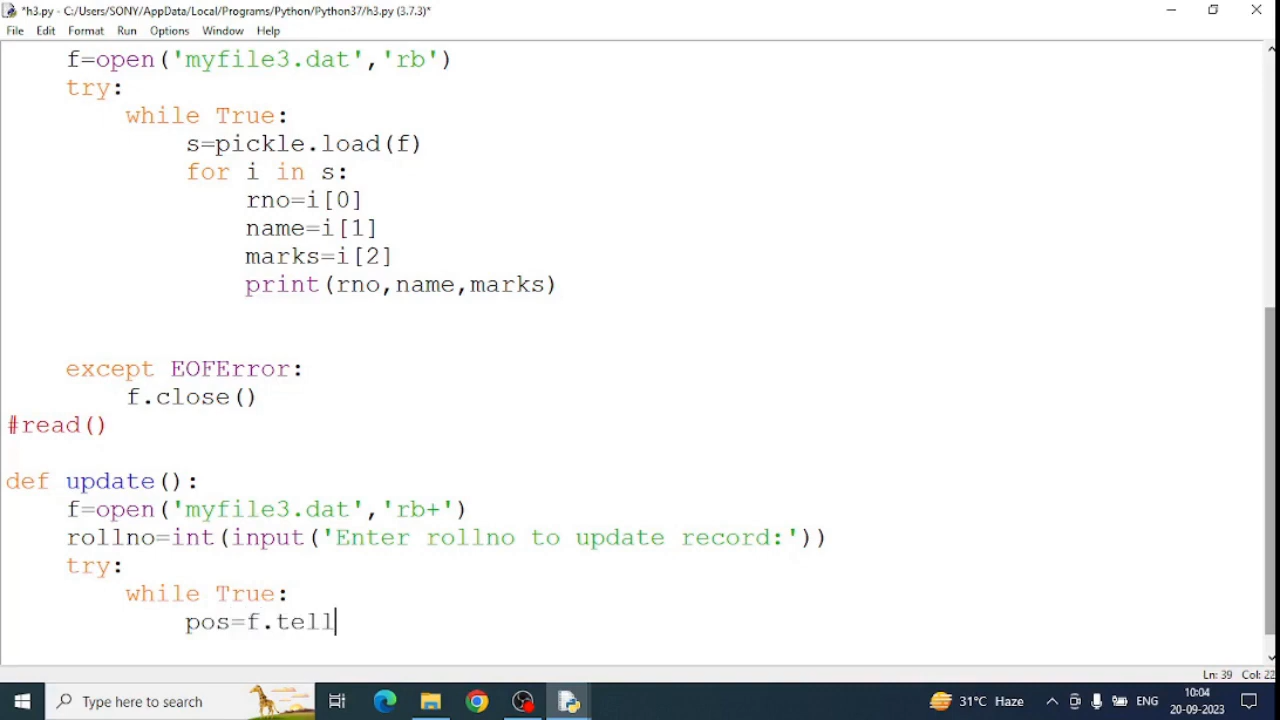 *h3.py - C:/Users/SONY/AppData/Local/Programs/Python/Python37/h3.py (3.7.3)*
File Edit Format Run Options Window Help
f=open('myfile3.dat','rb')
try:
while True:
s=pickle.load(f)
for i in s:
rno=i[0]
name=i[1]
marks=i[2]
print(rno,name,marks)
except EOFError:
f.close()
#read()
def update():
f=open('myfile3.dat','rb+')
rollno=int(input('Enter rollno to update record:'))
try:
while True:
pos=f.tell
Ln: 39 Col: 22
Type here to search
31°C Haze
ENG
10:04
20-09-2023